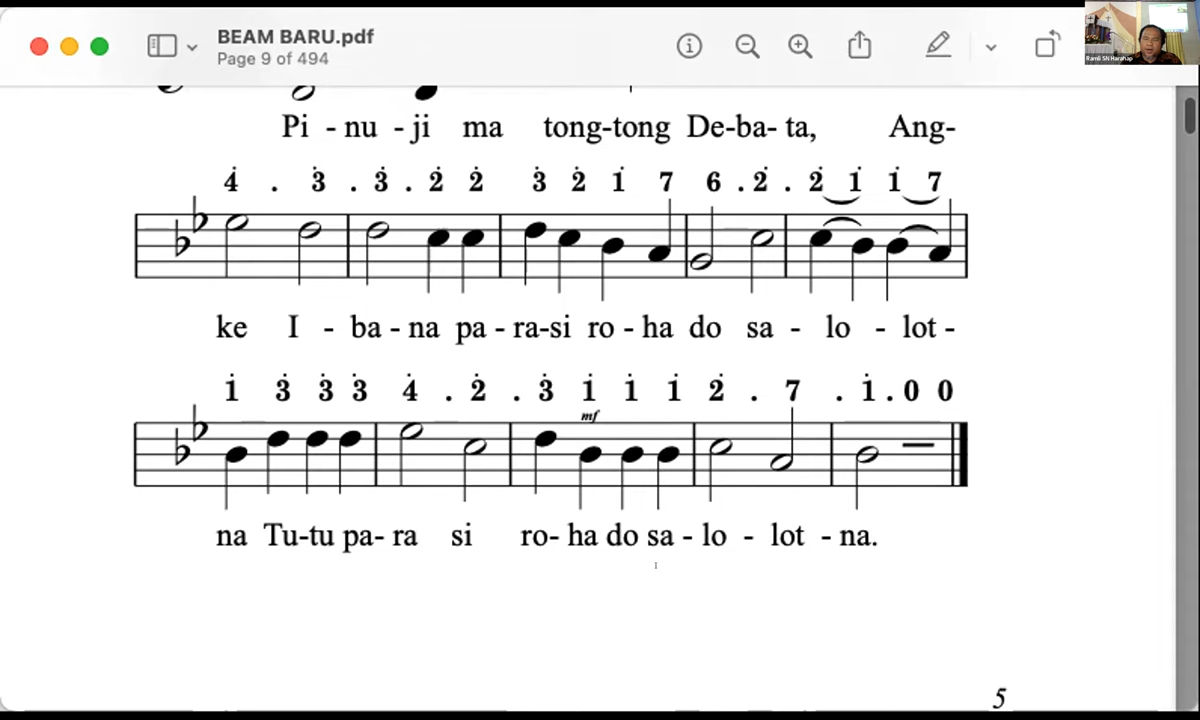 BEAM BARU.pdf
Page 9 of 494
Ramli SN Harahap
Pi - nu - ji ma tong-tong De-ba- ta, Ang-
4̇ . 3̇ . 3̇ . 2̇ 2̇ 3̇ 2̇ 1̇ 7 6 . 2̇ . 2̇ 1̇ 1̇ 7
ke I - ba - na pa - ra-si ro - ha do sa - lo - lot -
1̇ 3̇ 3̇ 3̇ 4̇ . 2̇ . 3̇ 1̇ 1̇ 1̇ 2̇ . 7 . 1̇ . 0 0
mf
na Tu-tu pa- ra si ro- ha do sa - lo - lot - na.
5